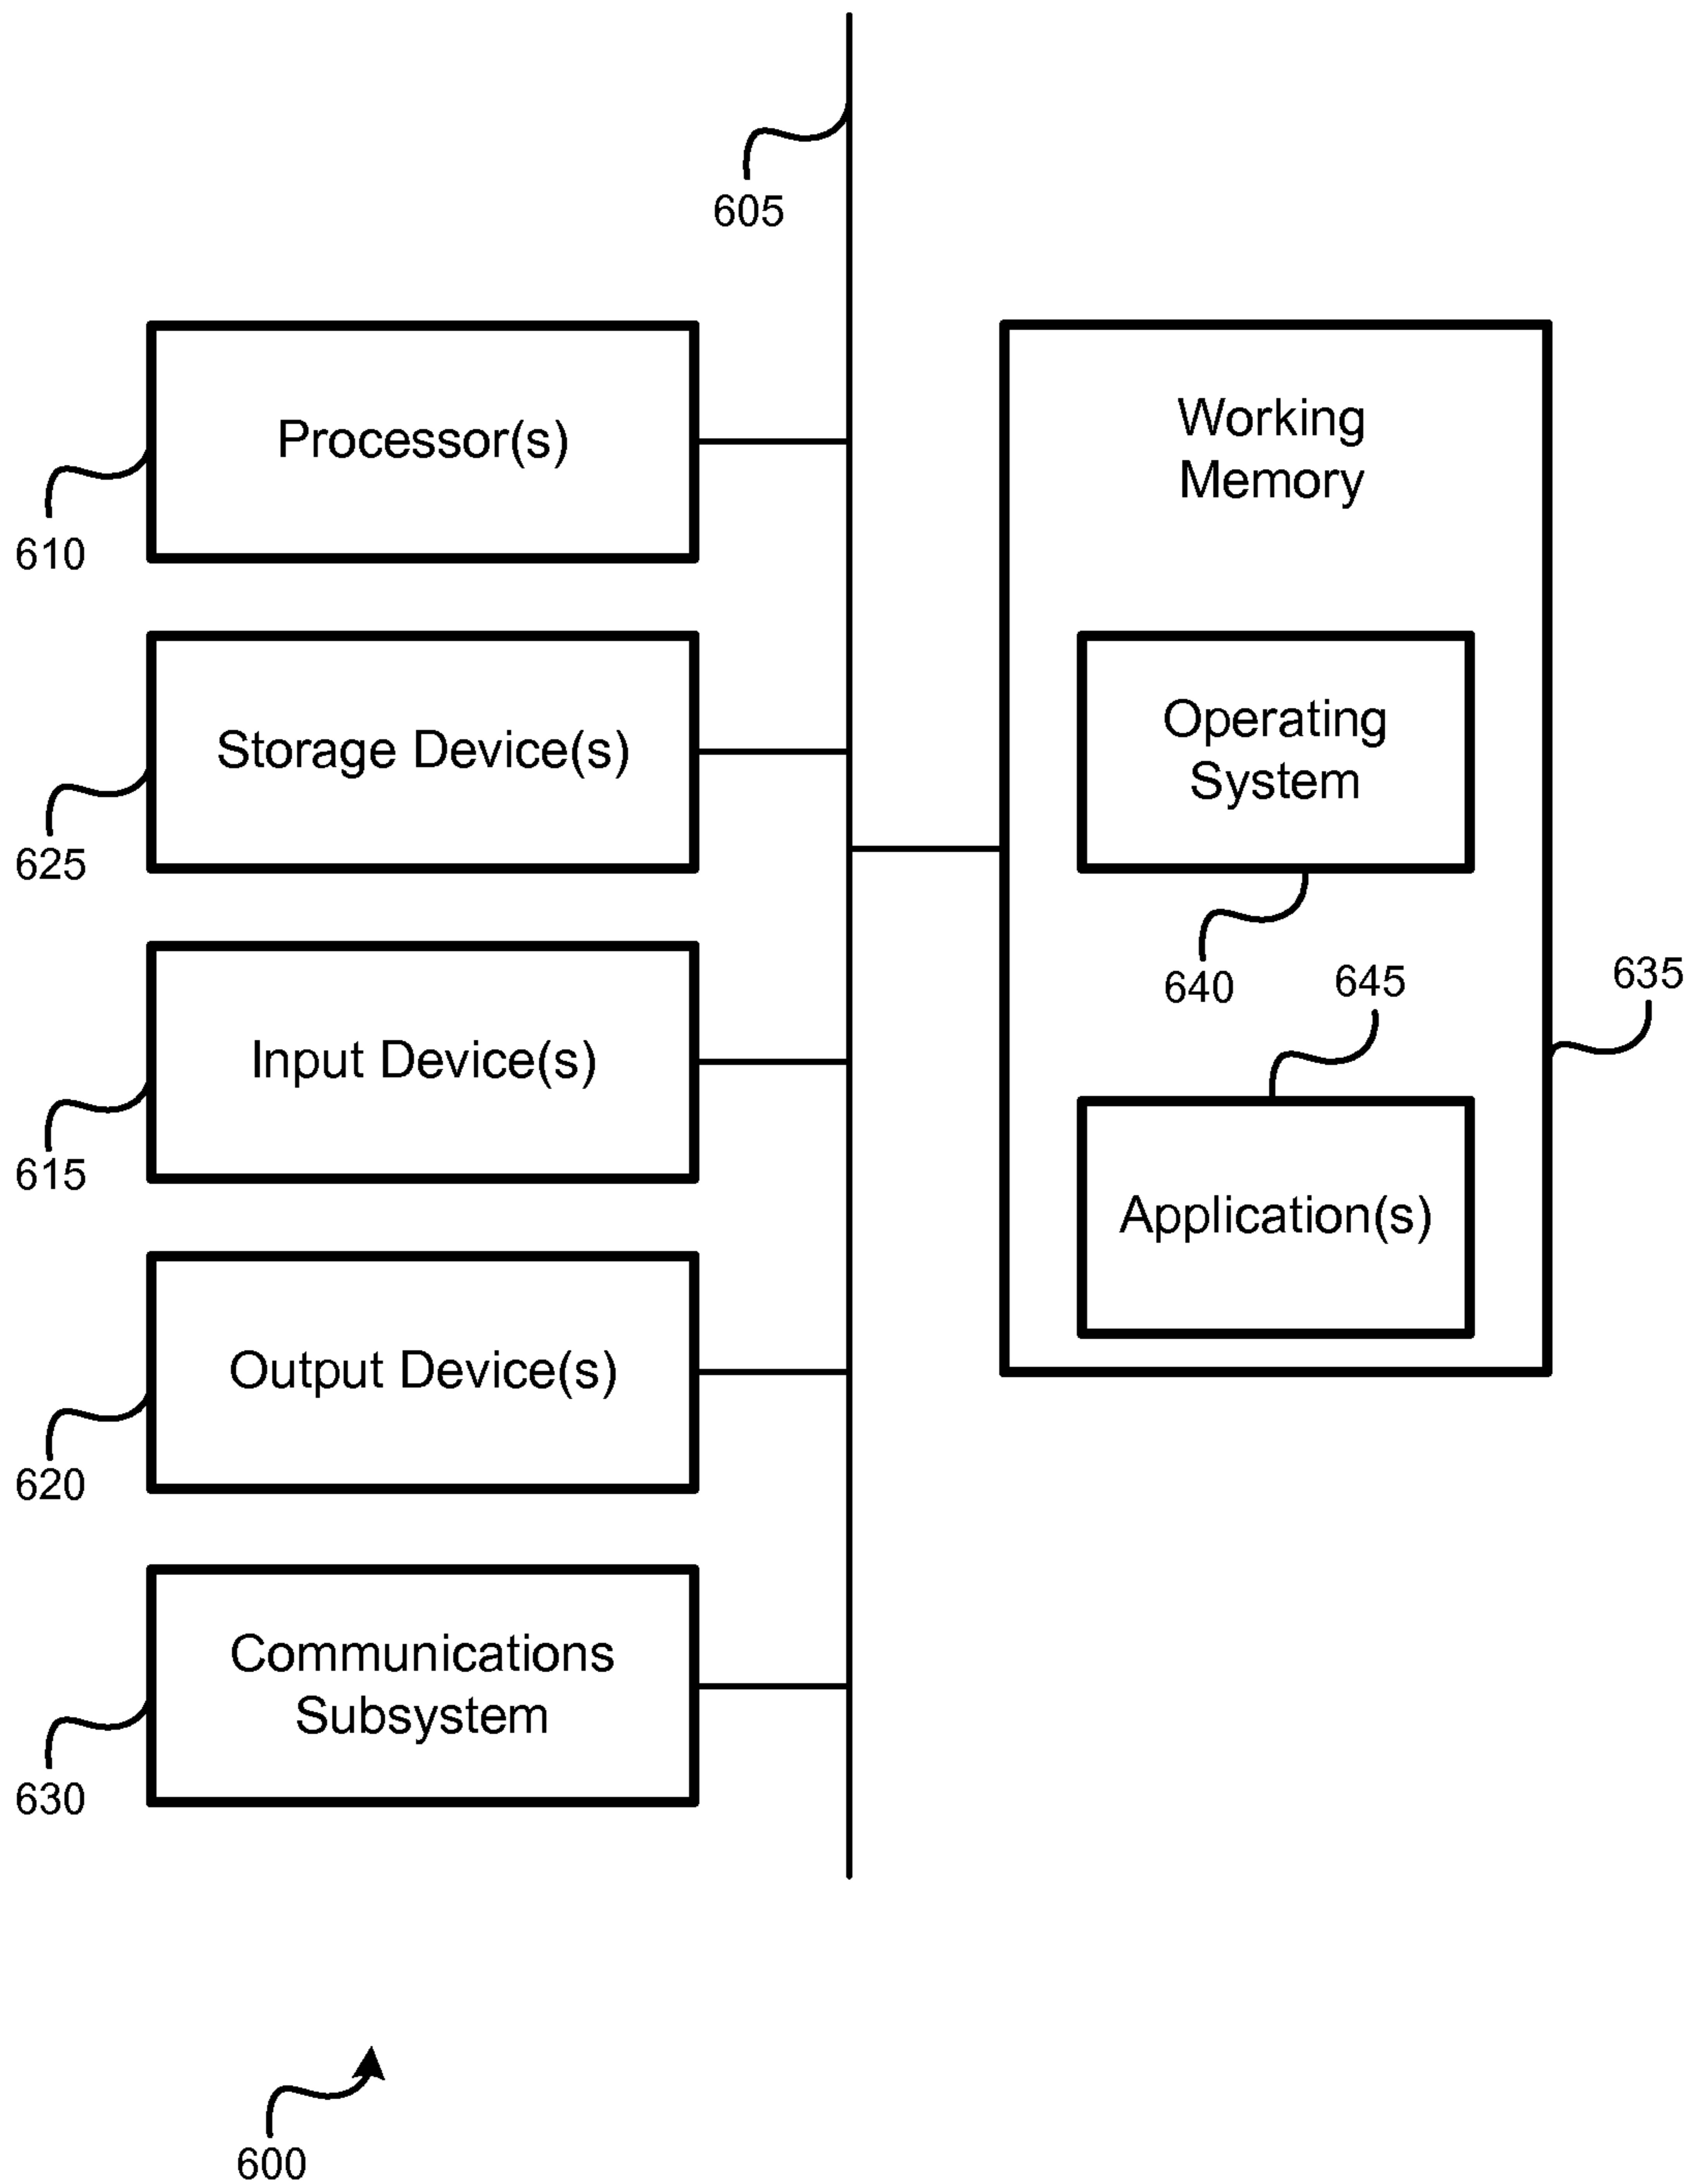 605
Processor(s)
610
Storage Device(s)
625
Input Device(s)
615
Output Device(s)
620
Communications
Subsystem
630
Working
Memory
Operating
System
640
645
635
Application(s)
600